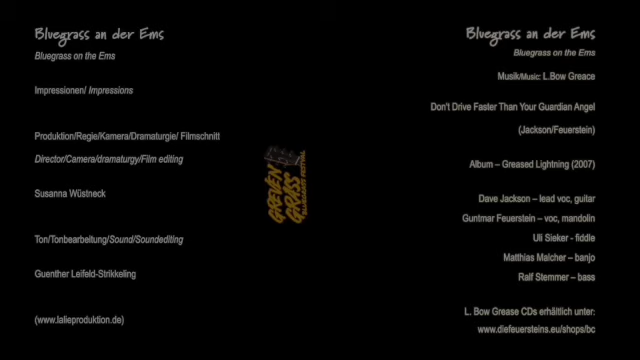 Bluegrass an der Ems
Bluegrass on the Ems
Impressionen/ Impressions
Produktion/Regie/Kamera/Dramaturgie/ Filmschnitt
Director/Camera/dramaturgy/Film editing
Susanna Wüstneck
Ton/Tonbearbeitung/Sound/Soundediting
Guenther Leifeld-Strikkeling
(www.lalieproduktion.de)
GREVEN
GRASS
BLUEGRASS FESTIVAL
Bluegrass an der Ems
Bluegrass on the Ems
Musik/Music: L.Bow Greace
Don't Drive Faster Than Your Guardian Angel
(Jackson/Feuerstein)
Album – Greased Lightning (2007)
Dave Jackson – lead voc, guitar
Guntmar Feuerstein – voc, mandolin
Uli Sieker - fiddle
Matthias Malcher – banjo
Ralf Stemmer – bass
L. Bow Grease CDs erhältlich unter:
www.diefeuersteins.eu/shops/bc